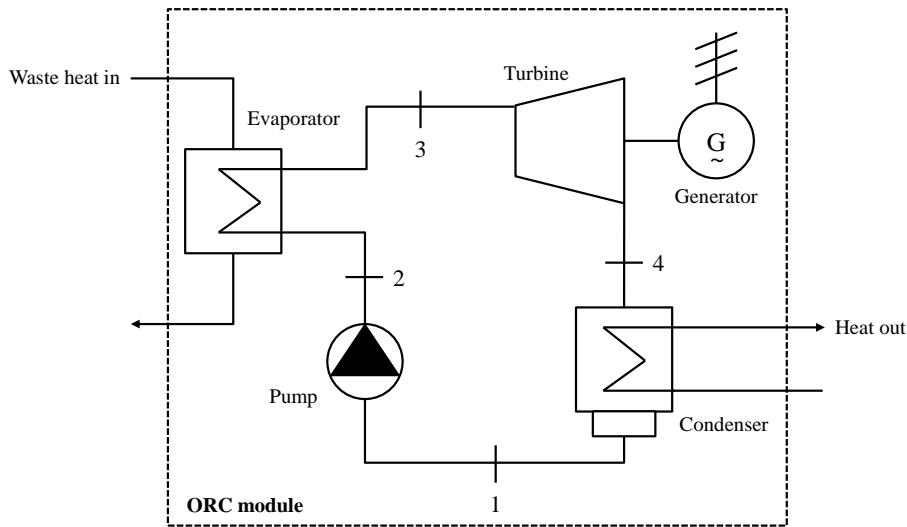 Turbine
Waste heat in
Evaporator
3
G
~
Generator
4
2
Heat out
Pump
Condenser
ORC module
1